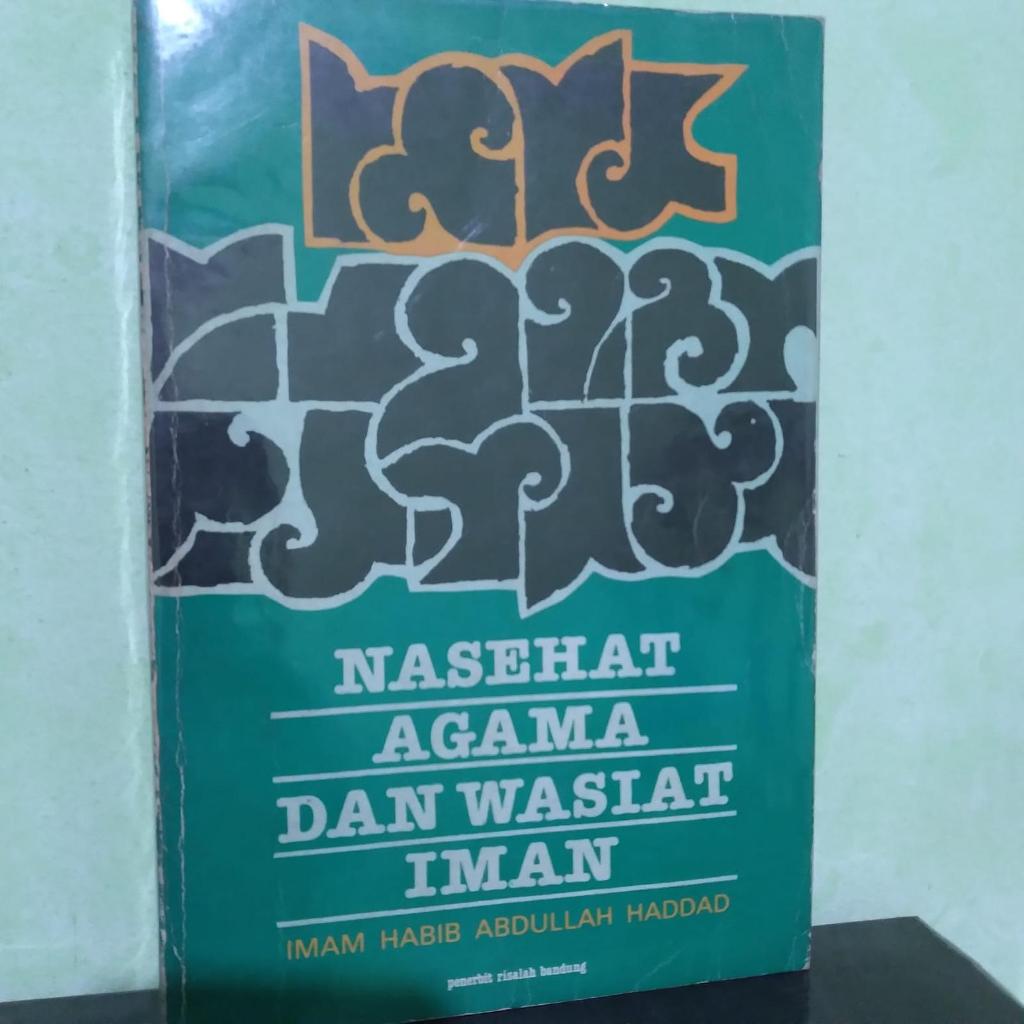 NASEHAT
AGAMA
DAN WASIAT
IMAN
IMAM HABIB ABDULLAH HADDAD
penerbit risalah bandung